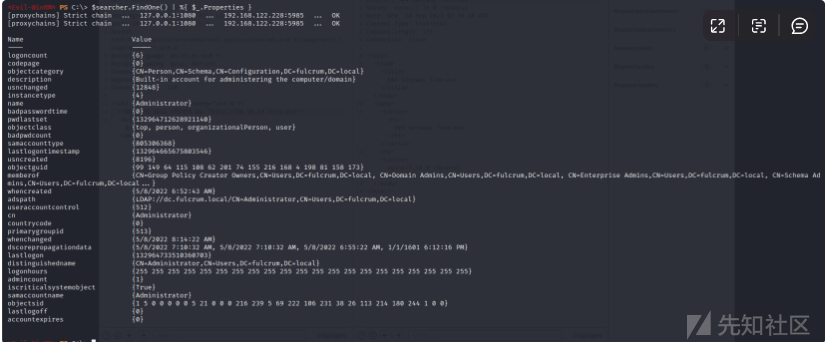 *Evil-WinRM* PS C:\> $searcher.FindOne() | %{ $_.Properties }
[proxychains] Strict chain ... 127.0.0.1:1080 ... 192.168.122.228:5985 ... OK
[proxychains] Strict chain ... 127.0.0.1:1080 ... 192.168.122.228:5985 ... OK
Name Value
---- -----
logoncount {6}
codepage {0}
objectcategory {CN=Person,CN=Schema,CN=Configuration,DC=fulcrum,DC=local}
description {Built-in account for administering the computer/domain}
usnchanged {12848}
instancetype {4}
name {Administrator}
badpasswordtime {0}
pwdlastset {132964712628921140}
objectclass {top, person, organizationalPerson, user}
badpwdcount {0}
samaccounttype {805306368}
lastlogontimestamp {132964665675803546}
usncreated {8196}
objectguid {99 149 64 115 108 62 201 74 155 216 168 4 198 81 158 173}
memberof {CN=Group Policy Creator Owners,CN=Users,DC=fulcrum,DC=local, CN=Domain Admins,CN=Users,DC=fulcrum,DC=local, CN=Enterprise Admins,CN=Users,DC=fulcrum,DC=local, CN=Schema Ad
mins,CN=Users,DC=fulcrum,DC=local...}
whencreated {5/8/2022 6:52:43 AM}
adspath {LDAP://dc.fulcrum.local/CN=Administrator,CN=Users,DC=fulcrum,DC=local}
useraccountcontrol {512}
cn {Administrator}
countrycode {0}
primarygroupid {513}
whenchanged {5/8/2022 8:14:22 AM}
dscorepropagationdata {5/8/2022 7:10:32 AM, 5/8/2022 7:10:32 AM, 5/8/2022 6:55:22 AM, 1/1/1601 6:12:16 PM}
lastlogon {132964733510360703}
distinguishedname {CN=Administrator,CN=Users,DC=fulcrum,DC=local}
logonhours {255 255 255 255 255 255 255 255 255 255 255 255 255 255 255 255 255 255 255 255 255}
admincount {1}
iscriticalsystemobject {True}
samaccountname {Administrator}
objectsid {1 5 0 0 0 0 0 5 21 0 0 0 216 239 5 69 222 106 231 38 26 113 214 180 244 1 0 0}
lastlogoff {0}
accountexpires {0}
先知社区